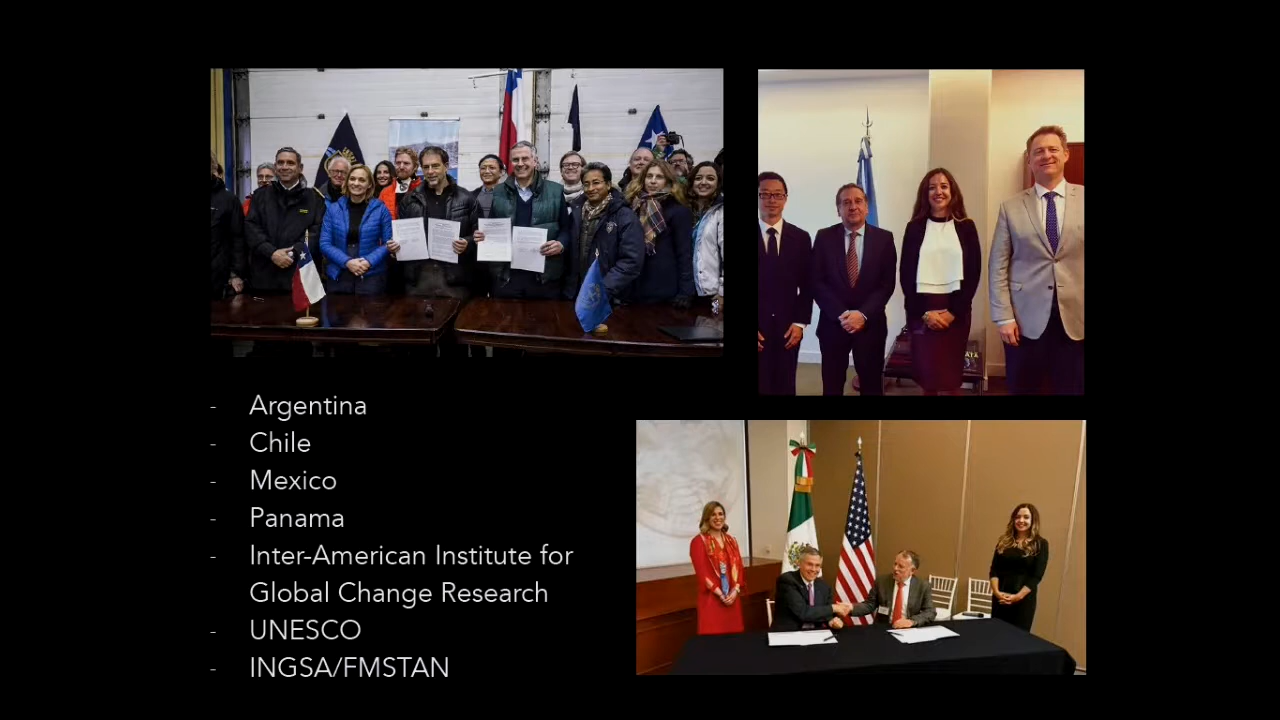 - Argentina
- Chile
- Mexico
- Panama
- Inter-American Institute for
Global Change Research
- UNESCO
- INGSA/FMSTAN